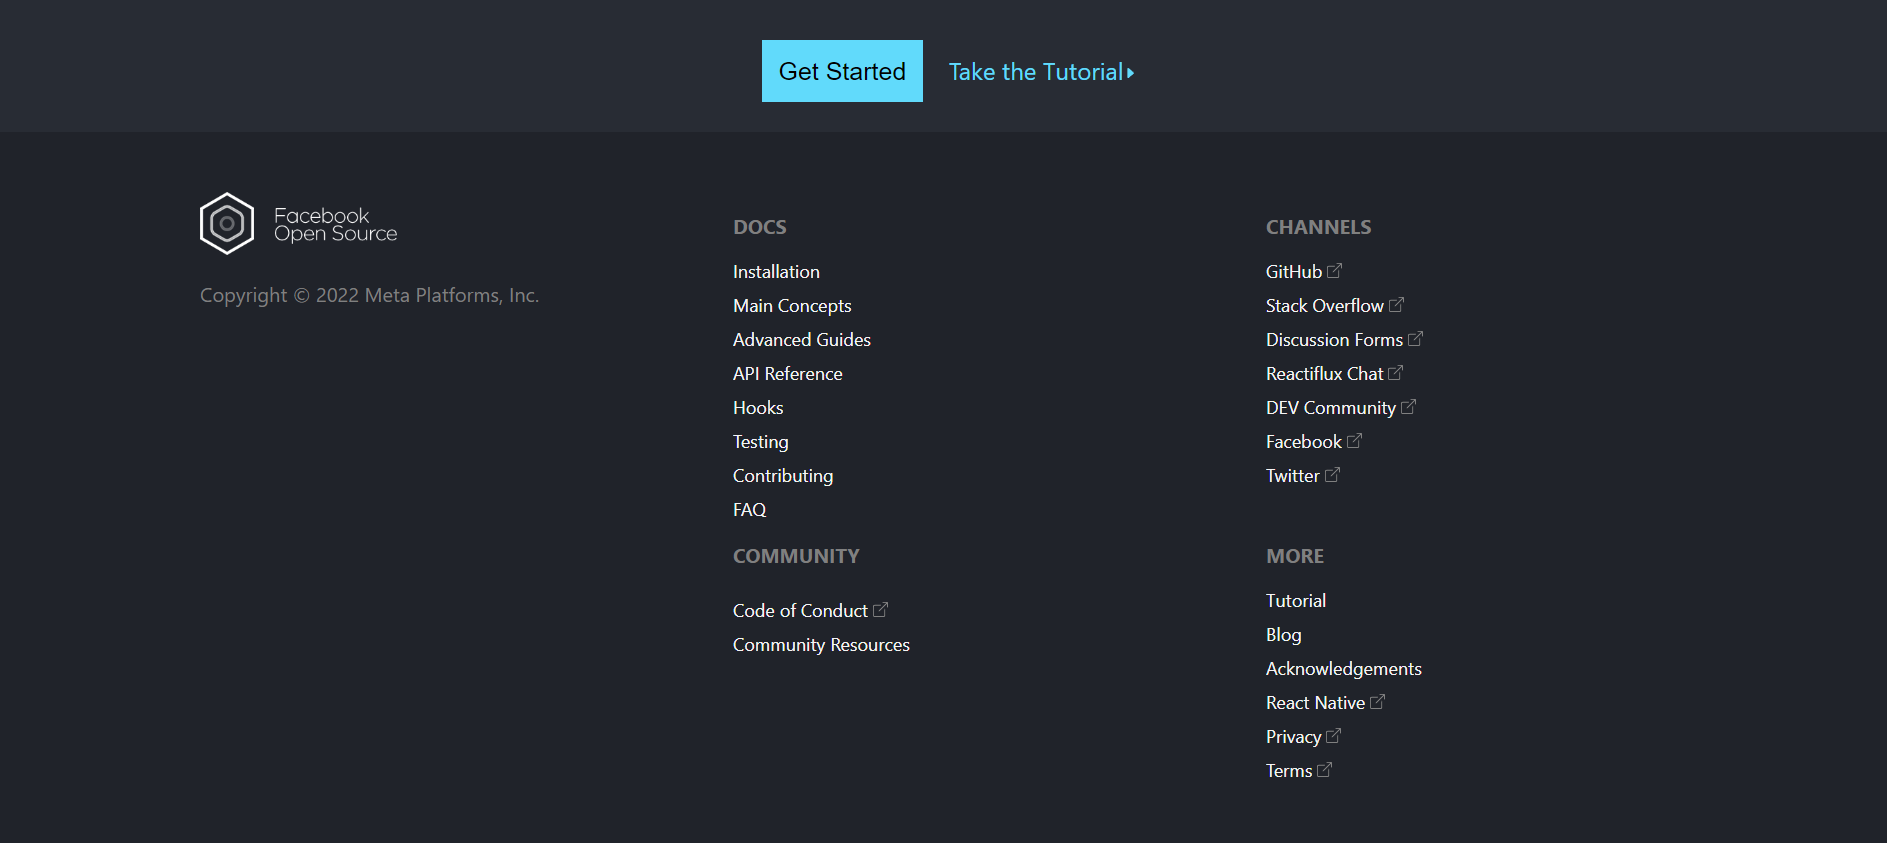 Get Started
Take the Tutorial
Facebook
Open Source
Copyright © 2022 Meta Platforms, Inc.
DOCS
Installation
Main Concepts
Advanced Guides
API Reference
Hooks
Testing
Contributing
FAQ
CHANNELS
GitHub
Stack Overflow
Discussion Forms
Reactiflux Chat
DEV Community
Facebook
Twitter
COMMUNITY
Code of Conduct
Community Resources
MORE
Tutorial
Blog
Acknowledgements
React Native
Privacy
Terms